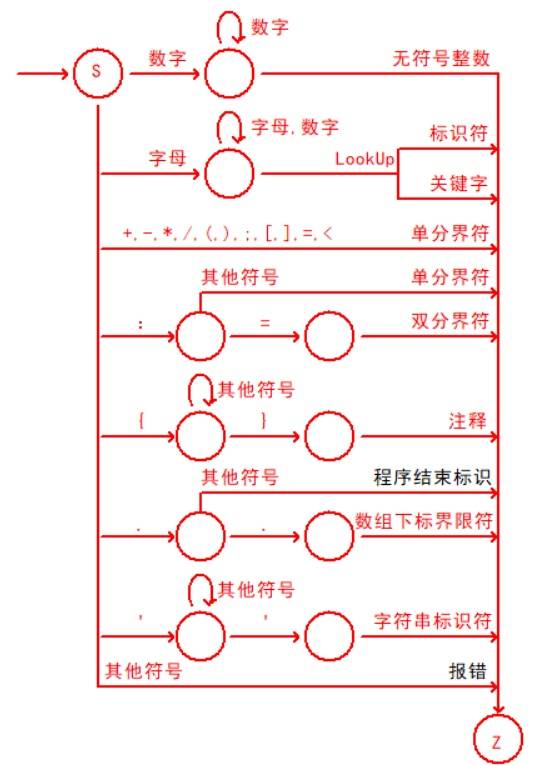 数字
S 数字 无符号整数
字母,数字
字母 LookUp 标识符
关键字
+,-,*,/,(,),;,[,],=,< 单分界符
其他符号 单分界符
: = 双分界符
其他符号
{ } 注释
其他符号 程序结束标识
. . 数组下标界限符
其他符号
' ' 字符串标识符
其他符号 报错
Z